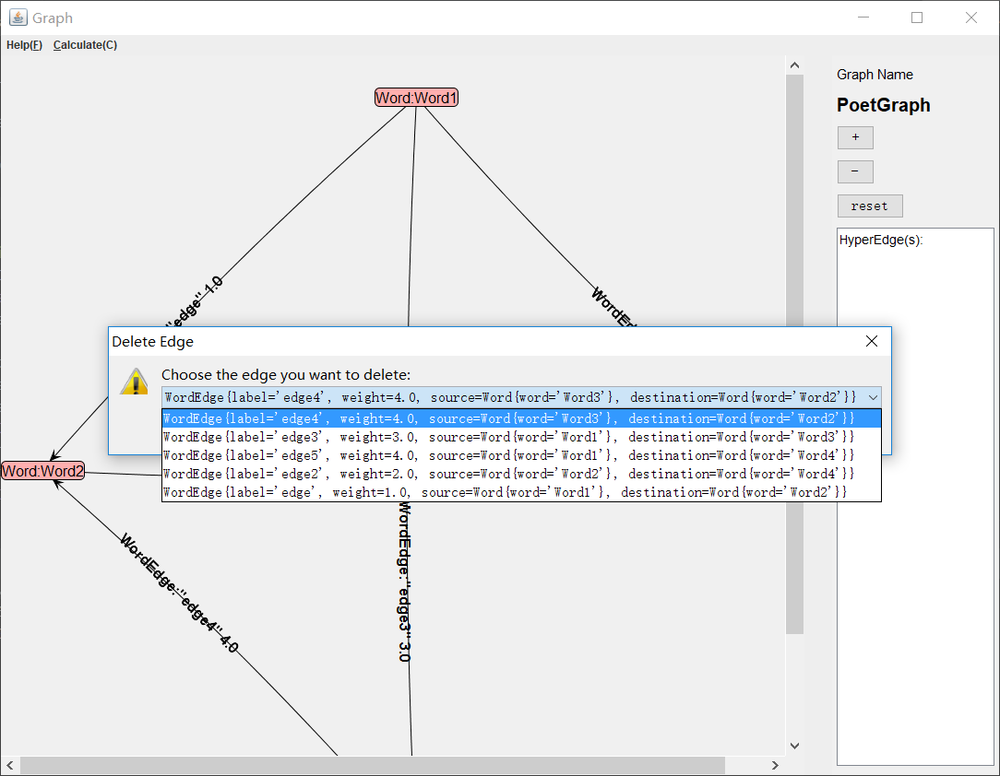 Graph
Help(F) Calculate(C)
Graph Name
PoetGraph
+
−
reset
HyperEdge(s):
Word:Word1
"edge" 1.0
WordEd
Delete Edge
Choose the edge you want to delete:
WordEdge{label='edge4', weight=4.0, source=Word{word='Word3'}, destination=Word{word='Word2'}}
WordEdge{label='edge4', weight=4.0, source=Word{word='Word3'}, destination=Word{word='Word2'}}
WordEdge{label='edge3', weight=3.0, source=Word{word='Word1'}, destination=Word{word='Word3'}}
WordEdge{label='edge5', weight=4.0, source=Word{word='Word1'}, destination=Word{word='Word4'}}
WordEdge{label='edge2', weight=2.0, source=Word{word='Word2'}, destination=Word{word='Word4'}}
WordEdge{label='edge', weight=1.0, source=Word{word='Word1'}, destination=Word{word='Word2'}}
Word:Word2
WordEdge:"edge4" 4.0
WordEdge:"edge3" 3.0